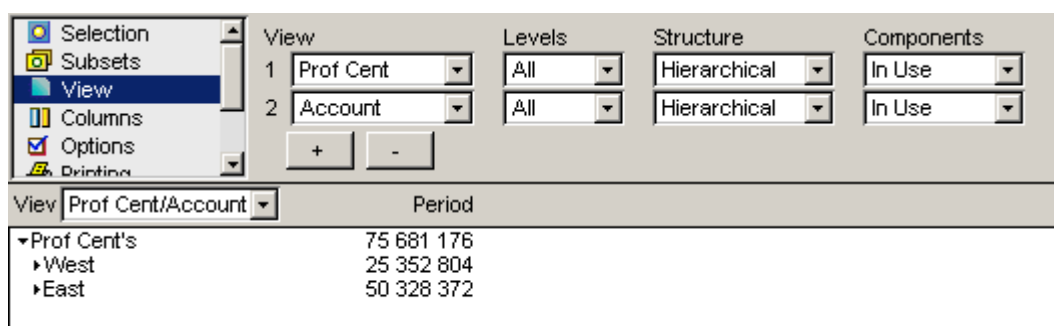 Selection
Subsets
View
Columns
Options
Printing
View Levels Structure Components
1 Prof Cent All Hierarchical In Use
2 Account All Hierarchical In Use
+ -
View Prof Cent/Account Period
Prof Cent's 75 681 176
West 25 352 804
East 50 328 372